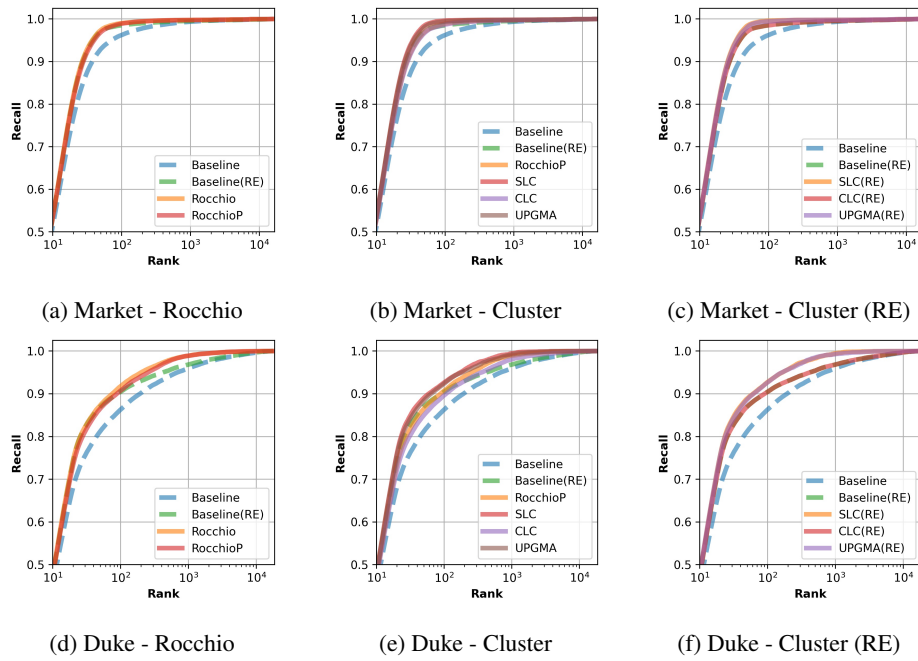 1.0
0.9
0.8
0.7
0.6
0.5
Recall
Baseline
Baseline(RE)
Rocchio
RocchioP
10¹ 10² 10³ 10⁴
Rank
(a) Market - Rocchio
1.0
0.9
0.8
0.7
0.6
0.5
Recall
Baseline
Baseline(RE)
RocchioP
SLC
CLC
UPGMA
10¹ 10² 10³ 10⁴
Rank
(b) Market - Cluster
1.0
0.9
0.8
0.7
0.6
0.5
Recall
Baseline
Baseline(RE)
SLC(RE)
CLC(RE)
UPGMA(RE)
10¹ 10² 10³ 10⁴
Rank
(c) Market - Cluster (RE)
1.0
0.9
0.8
0.7
0.6
0.5
Recall
Baseline
Baseline(RE)
Rocchio
RocchioP
10¹ 10² 10³ 10⁴
Rank
(d) Duke - Rocchio
1.0
0.9
0.8
0.7
0.6
0.5
Recall
Baseline
Baseline(RE)
RocchioP
SLC
CLC
UPGMA
10¹ 10² 10³ 10⁴
Rank
(e) Duke - Cluster
1.0
0.9
0.8
0.7
0.6
0.5
Recall
Baseline
Baseline(RE)
SLC(RE)
CLC(RE)
UPGMA(RE)
10¹ 10² 10³ 10⁴
Rank
(f) Duke - Cluster (RE)